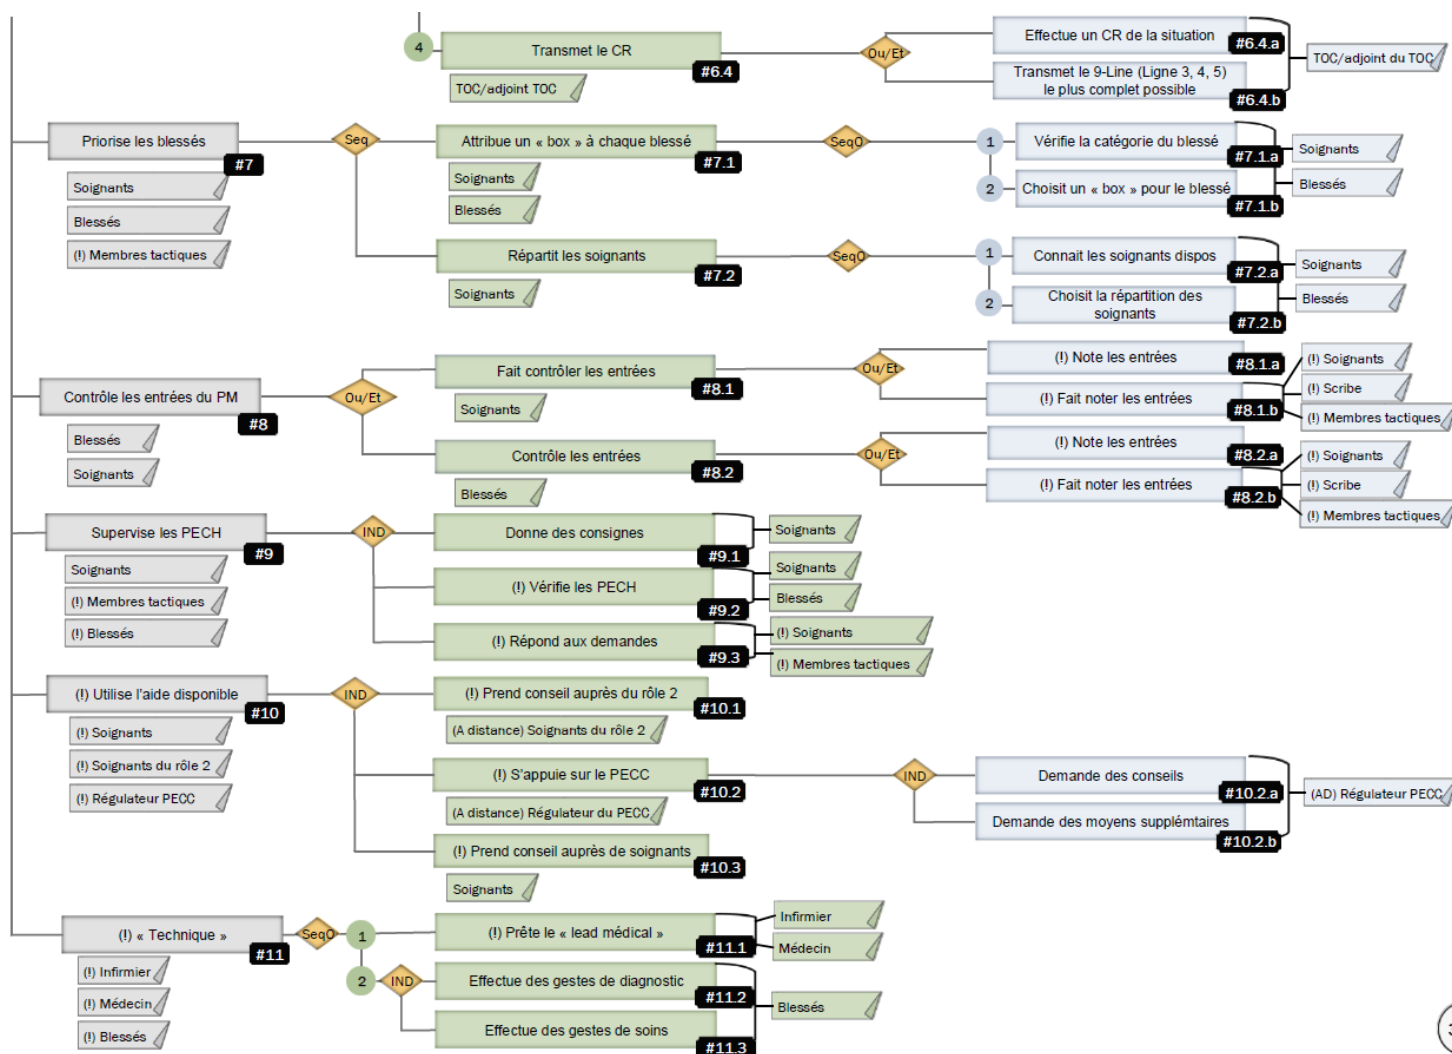 4
Transmet le CR
#6.4
TOC/adjoint TOC
Ou/Et
Effectue un CR de la situation
#6.4.a
Transmet le 9-Line (Ligne 3, 4, 5)
le plus complet possible
#6.4.b
TOC/adjoint du TOC
Priorise les blessés
#7
Soignants
Blessés
(!) Membres tactiques
Seq
Attribue un « box » à chaque blessé
#7.1
Soignants
Blessés
SeqO
1
Vérifie la catégorie du blessé
#7.1.a
2
Choisit un « box » pour le blessé
#7.1.b
Soignants
Blessés
Répartit les soignants
#7.2
Soignants
SeqO
1
Connait les soignants dispos
#7.2.a
2
Choisit la répartition des
soignants
#7.2.b
Soignants
Blessés
Contrôle les entrées du PM
#8
Blessés
Soignants
Ou/Et
Fait contrôler les entrées
#8.1
Soignants
Ou/Et
(!) Note les entrées
#8.1.a
(!) Fait noter les entrées
#8.1.b
(!) Soignants
(!) Scribe
(!) Membres tactiques
Contrôle les entrées
#8.2
Blessés
Ou/Et
(!) Note les entrées
#8.2.a
(!) Fait noter les entrées
#8.2.b
(!) Soignants
(!) Scribe
(!) Membres tactiques
Supervise les PECH
#9
Soignants
(!) Membres tactiques
(!) Blessés
IND
Donne des consignes
#9.1
Soignants
(!) Vérifie les PECH
#9.2
Soignants
Blessés
(!) Répond aux demandes
#9.3
(!) Soignants
(!) Membres tactiques
(!) Utilise l'aide disponible
#10
(!) Soignants
(!) Soignants du rôle 2
(!) Régulateur PECC
IND
(!) Prend conseil auprès du rôle 2
#10.1
(A distance) Soignants du rôle 2
(!) S'appuie sur le PECC
#10.2
(A distance) Régulateur du PECC
IND
Demande des conseils
#10.2.a
Demande des moyens supplémtaires
#10.2.b
(AD) Régulateur PECC
(!) Prend conseil auprès de soignants
#10.3
Soignants
(!) « Technique »
#11
(!) Infirmier
(!) Médecin
(!) Blessés
SeqO
1
(!) Prête le « lead médical »
#11.1
Infirmier
Médecin
2
IND
Effectue des gestes de diagnostic
#11.2
Effectue des gestes de soins
#11.3
Blessés